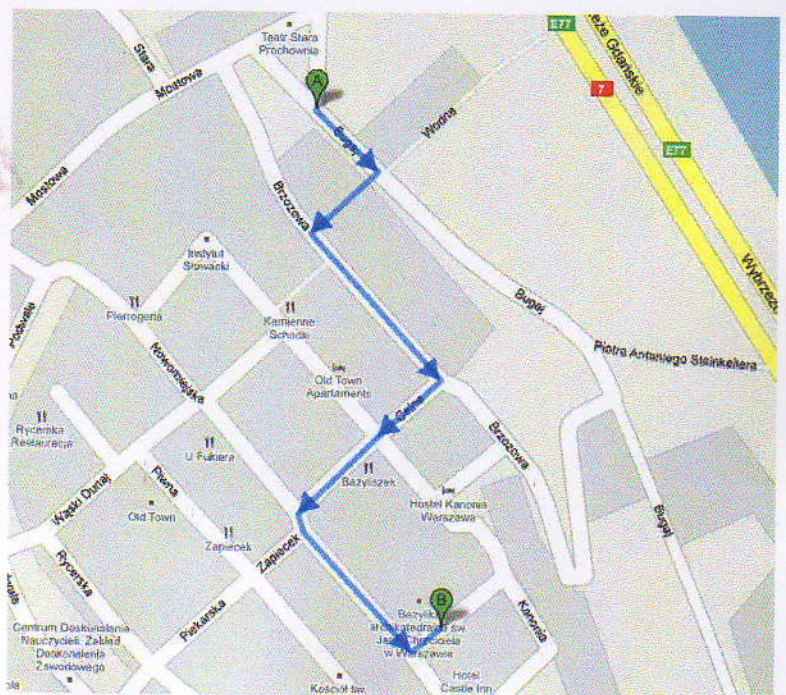 Teatr Stara
Prochownia
E77
7
E77
Stara
Mostowa
A
Bugaj
Wodna
Mostowa
Brzozowa
Instytut
Słowacki
Wybrzeże
Pierrogeria
Kamienne
Schodki
Bugaj
Piotra Antoniego Steinkellera
Podwale
Nowomiejska
Old Town
Apartaments
Celna
Rycerska
Restauracja
U Fukiera
Bazyliszek
Brzozowa
Piwna
Hostel Kanonia
Warszawa
Bugaj
Wąski Dunaj
Old Town
Zapiecek
Zapiecek
Rycerska
Piekarska
B
Kanonia
Bazylika
archikatedralna św.
Jana Chrzciciela
w Warszawie
Centrum Doskonalenia
Nauczycieli. Zakład
Doskonalenia
Zawodowego
Hotel
Castle Inn
Kościół św.